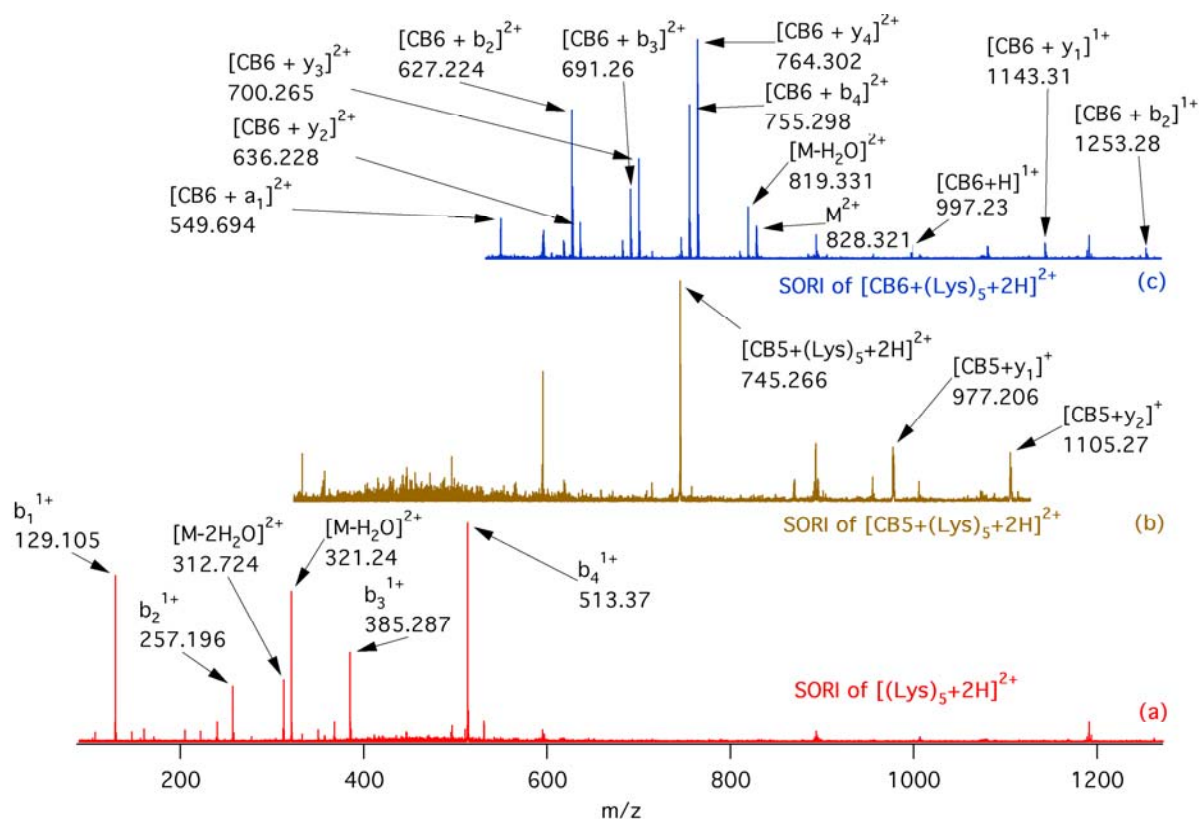 [CB6 + y₄]²⁺
764.302
[CB6 + b₂]²⁺
627.224
[CB6 + b₃]²⁺
691.26
[CB6 + y₁]¹⁺
1143.31
[CB6 + y₃]²⁺
700.265
[CB6 + b₄]²⁺
755.298
[CB6 + b₂]¹⁺
1253.28
[CB6 + y₂]²⁺
636.228
[M-H₂O]²⁺
819.331
[CB6+H]¹⁺
997.23
[CB6 + a₁]²⁺
549.694
M²⁺
828.321
SORI of [CB6+(Lys)₅+2H]²⁺
(c)
[CB5+(Lys)₅+2H]²⁺
745.266
[CB5+y₁]⁺
977.206
[CB5+y₂]⁺
1105.27
SORI of [CB5+(Lys)₅+2H]²⁺
(b)
b₁¹⁺
129.105
[M-2H₂O]²⁺
312.724
[M-H₂O]²⁺
321.24
b₂¹⁺
257.196
b₃¹⁺
385.287
b₄¹⁺
513.37
SORI of [(Lys)₅+2H]²⁺
(a)
200 400 600 800 1000 1200
m/z